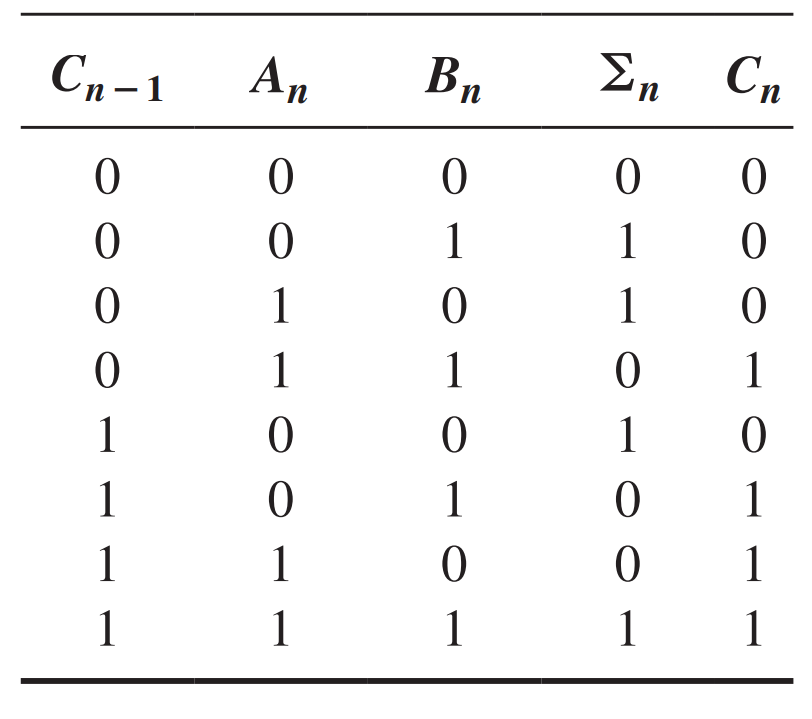 Cn – 1 An Bn Σn Cn
0 0 0 0 0
0 0 1 1 0
0 1 0 1 0
0 1 1 0 1
1 0 0 1 0
1 0 1 0 1
1 1 0 0 1
1 1 1 1 1